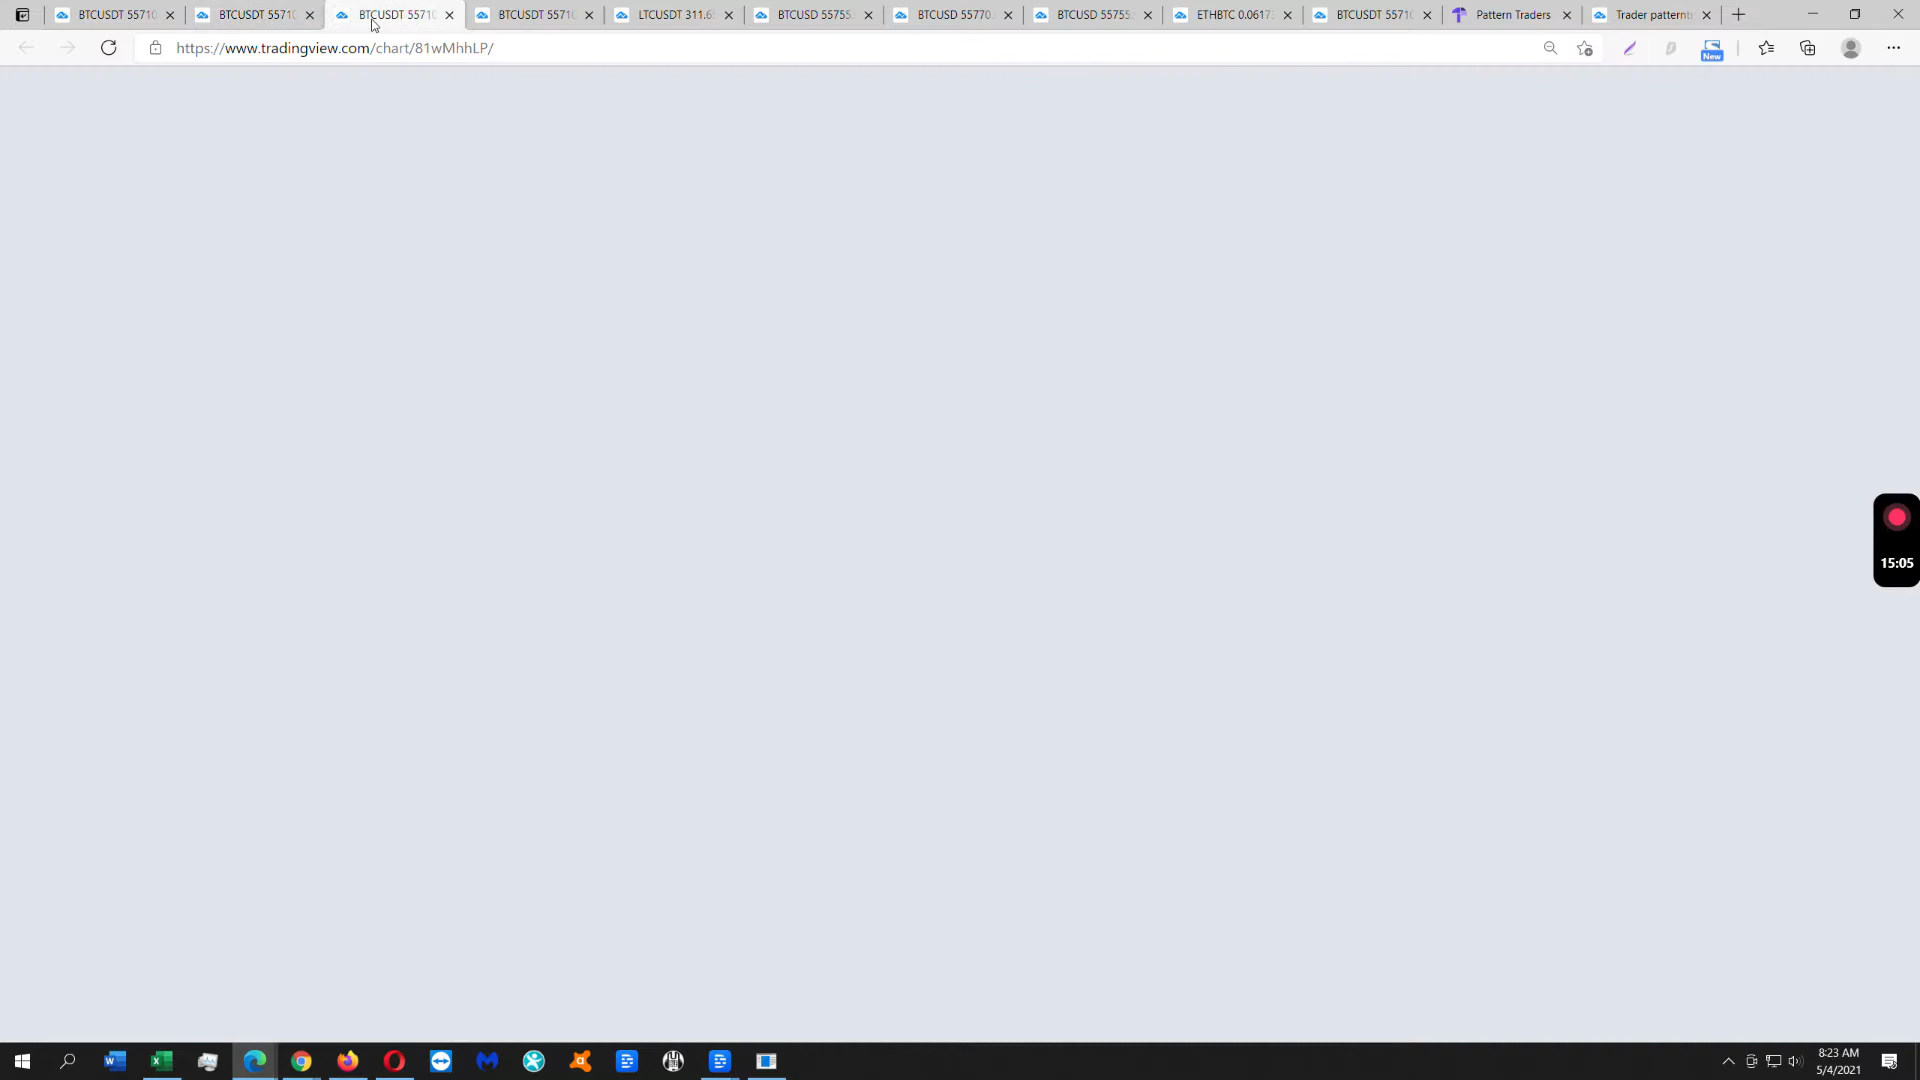 BTCUSDT 55710
BTCUSDT 5571
BTCUSDT 5571
BTCUSDT 5571
LTCUSDT 311.6
BTCUSD 55755
BTCUSD 55770
BTCUSD 55755
ETHBTC 0.0617
BTCUSDT 5571
Pattern Traders
Trader patternt
https://www.tradingview.com/chart/81wMhhLP/
New
15:05
8:23 AM
5/4/2021